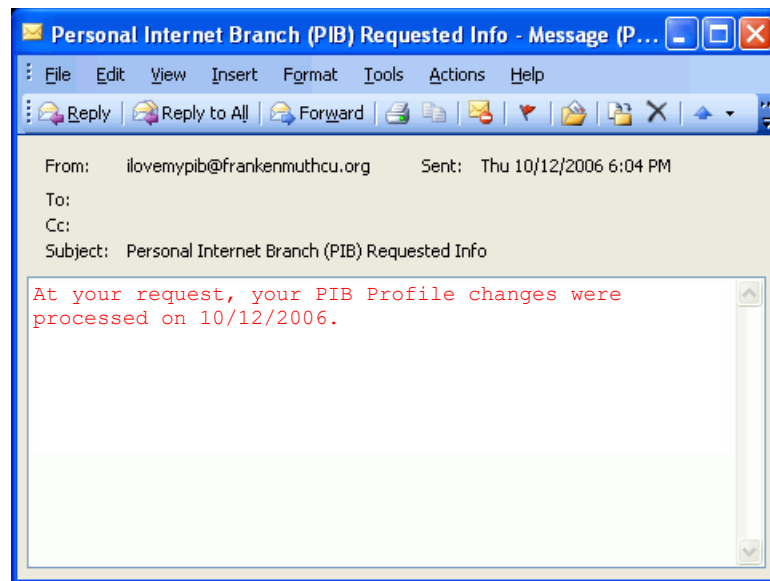 Personal Internet Branch (PIB) Requested Info - Message (P...
File Edit View Insert Format Tools Actions Help
Reply Reply to All Forward
From: ilovemypib@frankenmuthcu.org Sent: Thu 10/12/2006 6:04 PM
To:
Cc:
Subject: Personal Internet Branch (PIB) Requested Info
At your request, your PIB Profile changes were
processed on 10/12/2006.